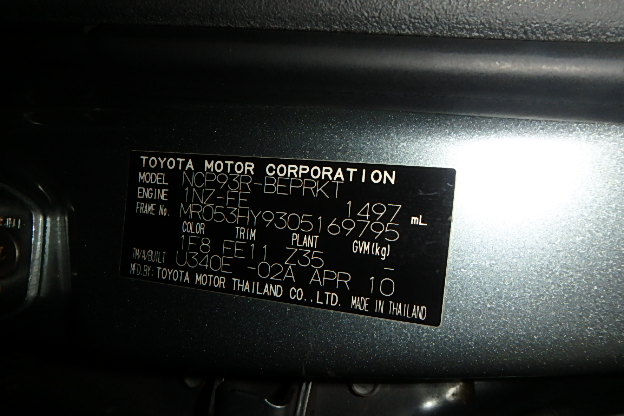 TOYOTA MOTOR CORPORATION
MODEL NCP93R-BEPRKT
ENGINE 1NZ-FE 1497 mL
FRAME No. MR053HY9305169795
COLOR TRIM PLANT GVM(kg)
1F8 FE11 Z35 -
TM/A/BUILT U340E -02A APR 10
MFD.BY: TOYOTA MOTOR THAILAND CO.,LTD. MADE IN THAILAND